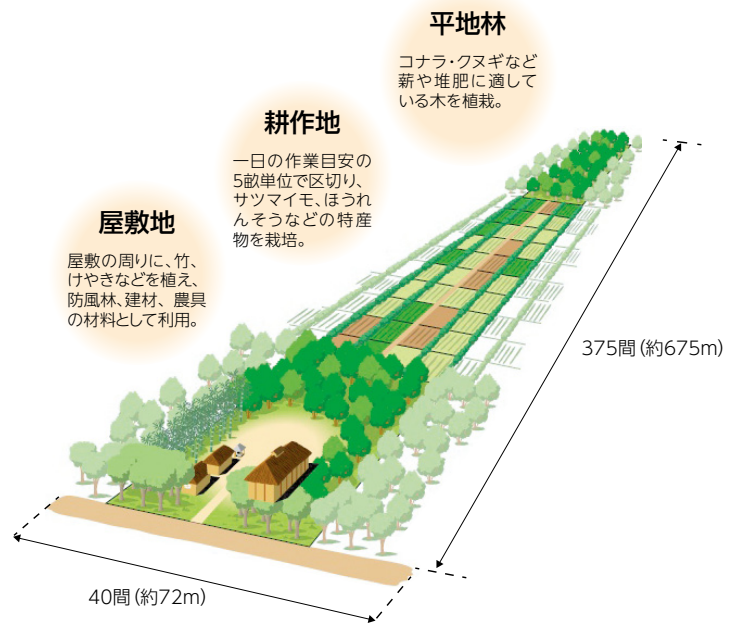 平地林
コナラ・クヌギなど
薪や堆肥に適して
いる木を植栽。
耕作地
一日の作業目安の
5畝単位で区切り、
サツマイモ、ほうれ
んそうなどの特産
物を栽培。
屋敷地
屋敷の周りに、竹、
けやきなどを植え、
防風林、建材、農具
の材料として利用。
375間(約675m)
40間(約72m)